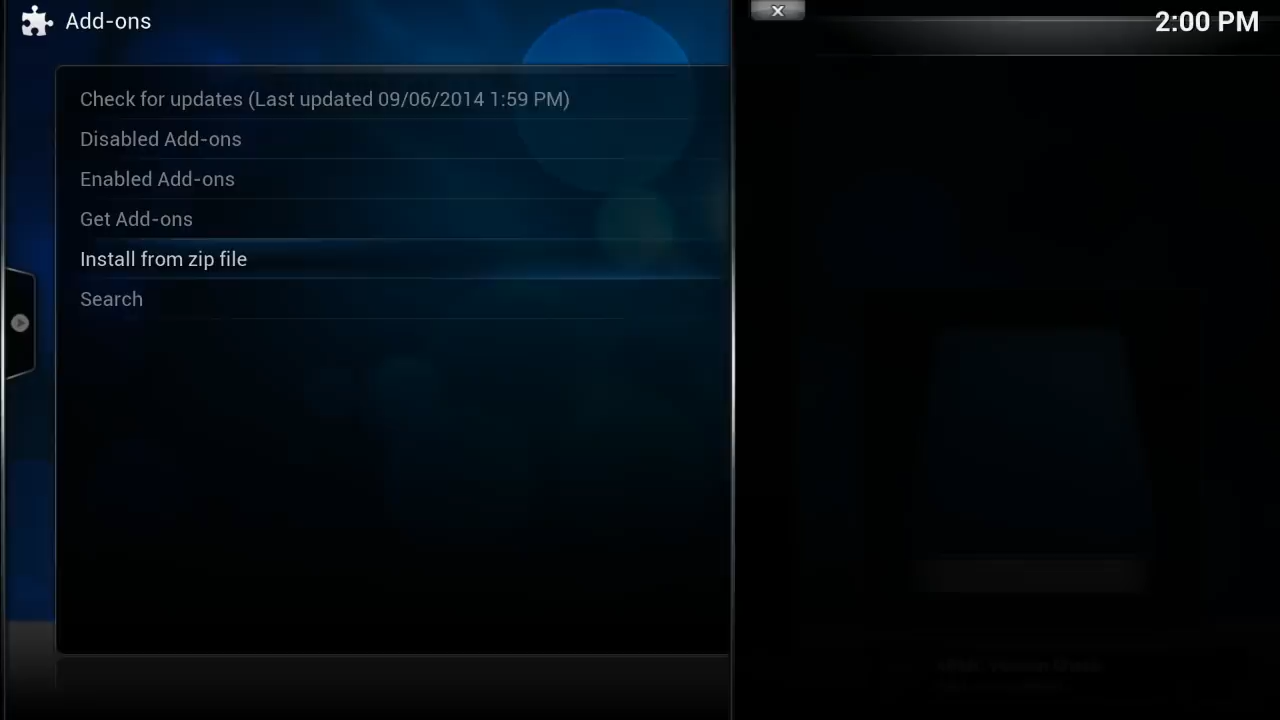 Add-ons
2:00 PM
Check for updates (Last updated 09/06/2014 1:59 PM)
Disabled Add-ons
Enabled Add-ons
Get Add-ons
Install from zip file
Search